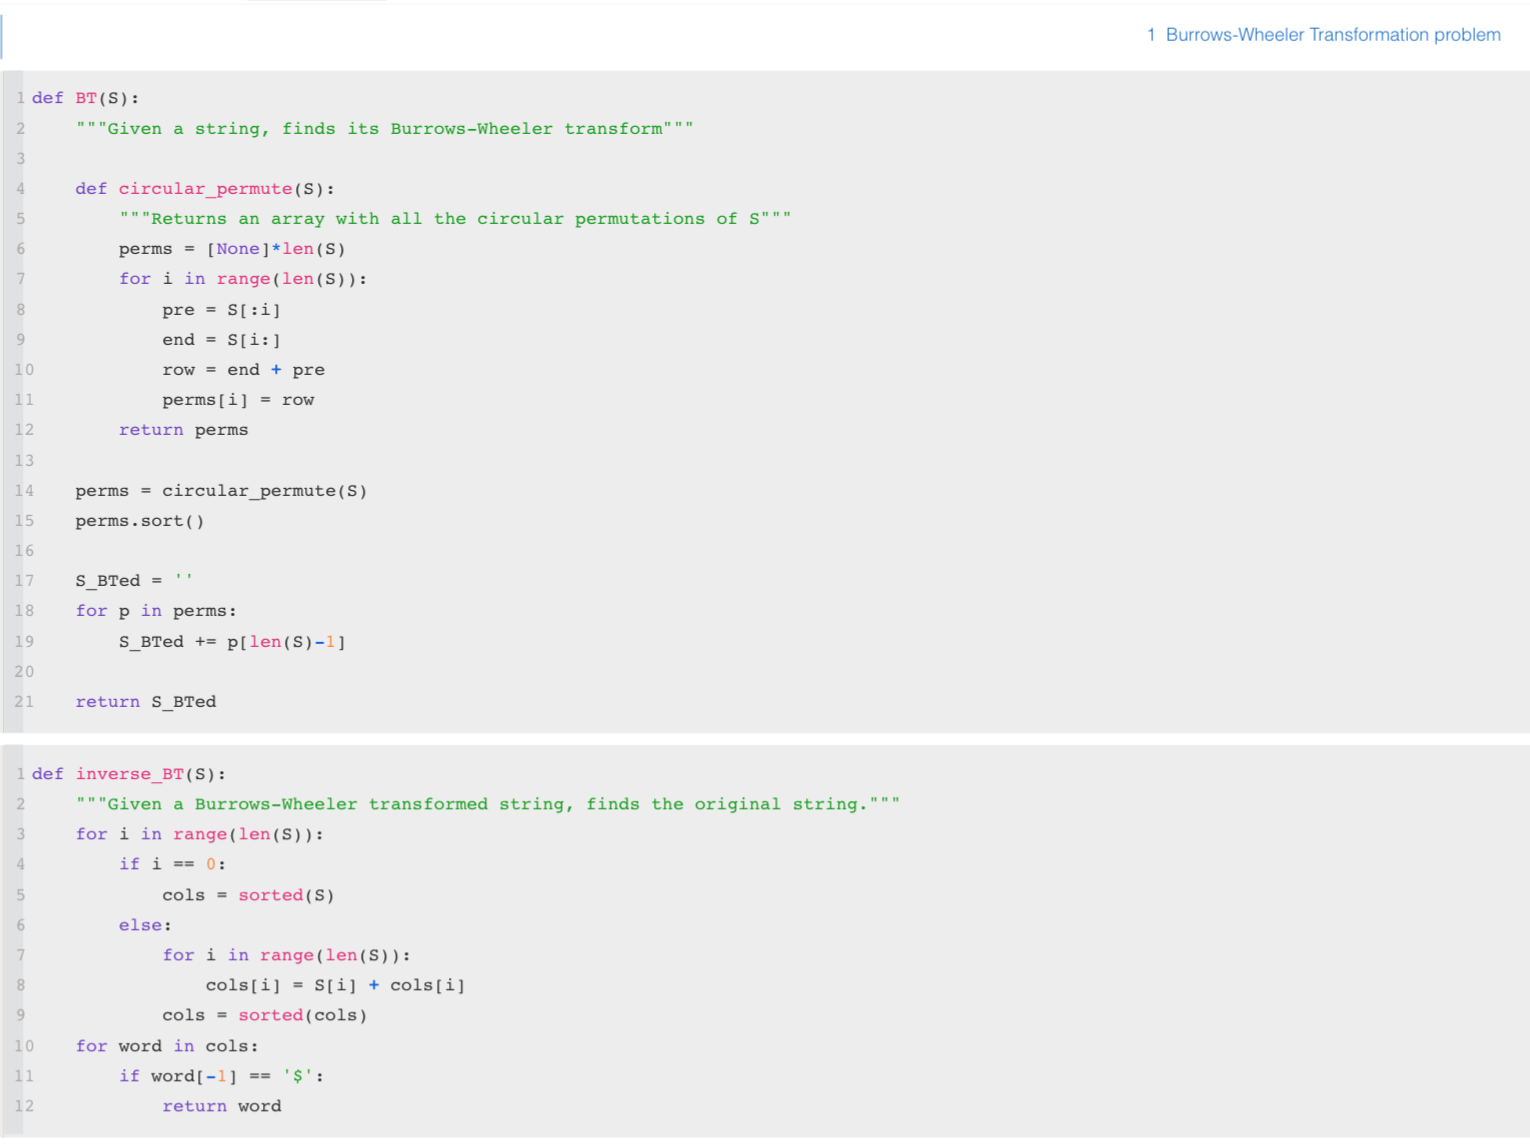 1 Burrows-Wheeler Transformation problem
1 def BT(S):
2     """Given a string, finds its Burrows-Wheeler transform"""
3
4     def circular_permute(S):
5         """Returns an array with all the circular permutations of S"""
6         perms = [None]*len(S)
7         for i in range(len(S)):
8             pre = S[:i]
9             end = S[i:]
10             row = end + pre
11             perms[i] = row
12         return perms
13
14     perms = circular_permute(S)
15     perms.sort()
16
17     S_BTed = ''
18     for p in perms:
19         S_BTed += p[len(S)-1]
20
21     return S_BTed
1 def inverse_BT(S):
2     """Given a Burrows-Wheeler transformed string, finds the original string."""
3     for i in range(len(S)):
4         if i == 0:
5             cols = sorted(S)
6         else:
7             for i in range(len(S)):
8                 cols[i] = S[i] + cols[i]
9             cols = sorted(cols)
10     for word in cols:
11         if word[-1] == '$':
12             return word